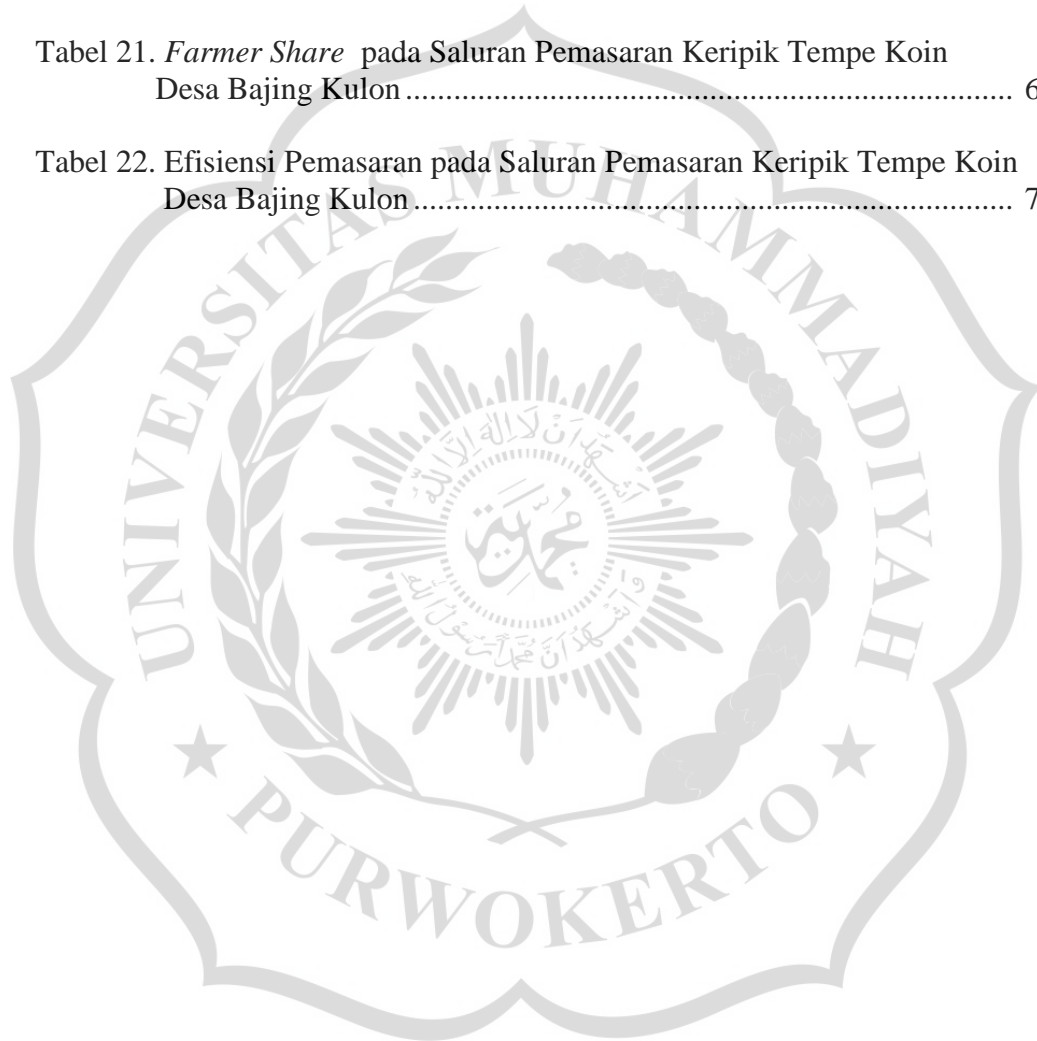 Tabel 21. Farmer Share pada Saluran Pemasaran Keripik Tempe Koin
Desa Bajing Kulon ............................................................................. 6
Tabel 22. Efisiensi Pemasaran pada Saluran Pemasaran Keripik Tempe Koin
Desa Bajing Kulon ............................................................................ 7
UNIVERSITAS MUHAMMADIYAH
PURWOKERTO